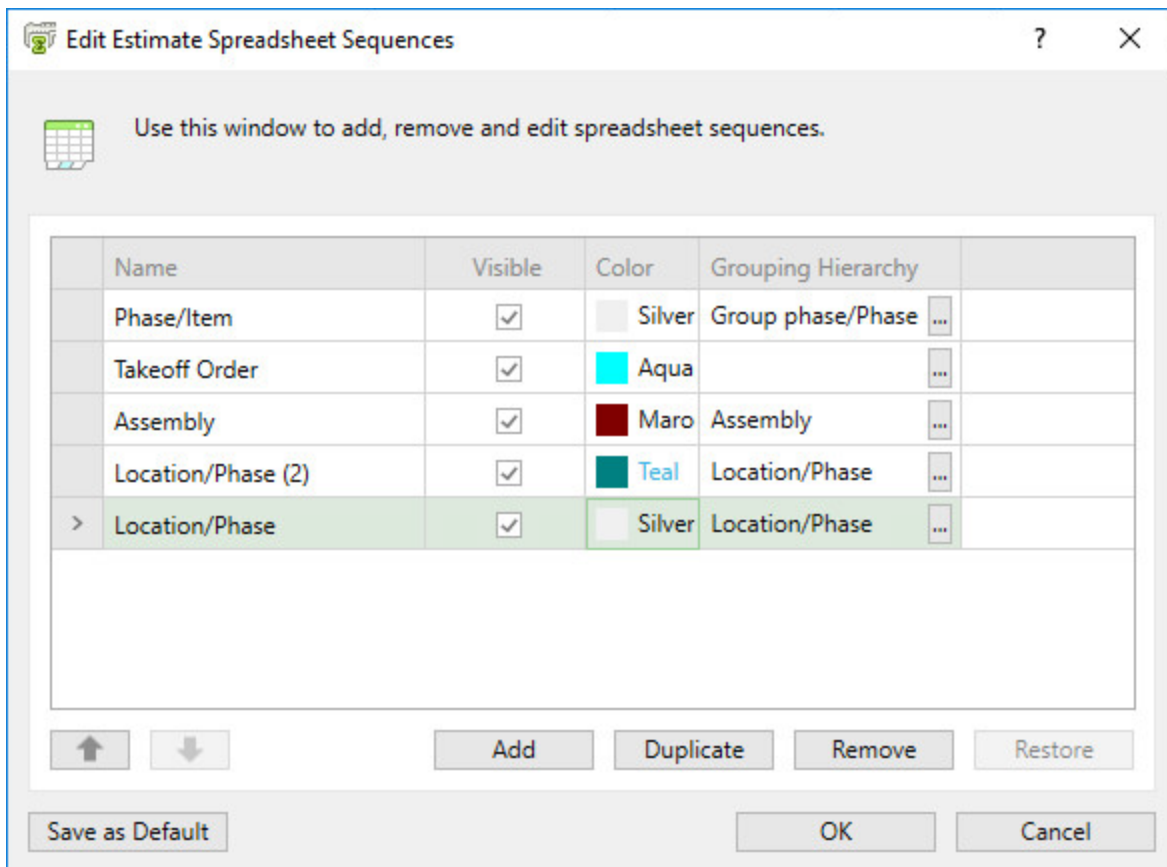 Edit Estimate Spreadsheet Sequences ?
Use this window to add, remove and edit spreadsheet sequences.
Name Visible Color Grouping Hierarchy
Phase/Item Silver Group phase/Phase ...
Takeoff Order Aqua ...
Assembly Maro Assembly ...
Location/Phase (2) Teal Location/Phase ...
> Location/Phase Silver Location/Phase ...
Add Duplicate Remove Restore
Save as Default OK Cancel